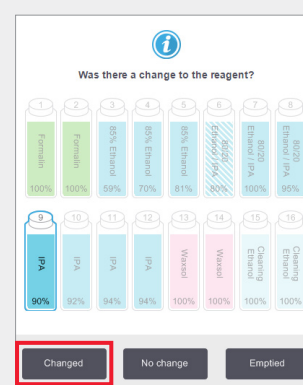 i
Was there a change to the reagent?
1 2 3 4 5 6 7 8
Formalin Formalin 85% Ethanol 85% Ethanol 85% Ethanol 80/20 Ethanol / IPA 80/20 Ethanol / IPA 80/20 Ethanol / IPA
100% 100% 59% 70% 81% 80% 100% 95%
9 10 11 12 13 14 15 16
IPA IPA IPA IPA Waxsol Waxsol Cleaning Ethanol Cleaning Ethanol
90% 92% 94% 94% 100% 100% 100% 100%
Changed No change Emptied